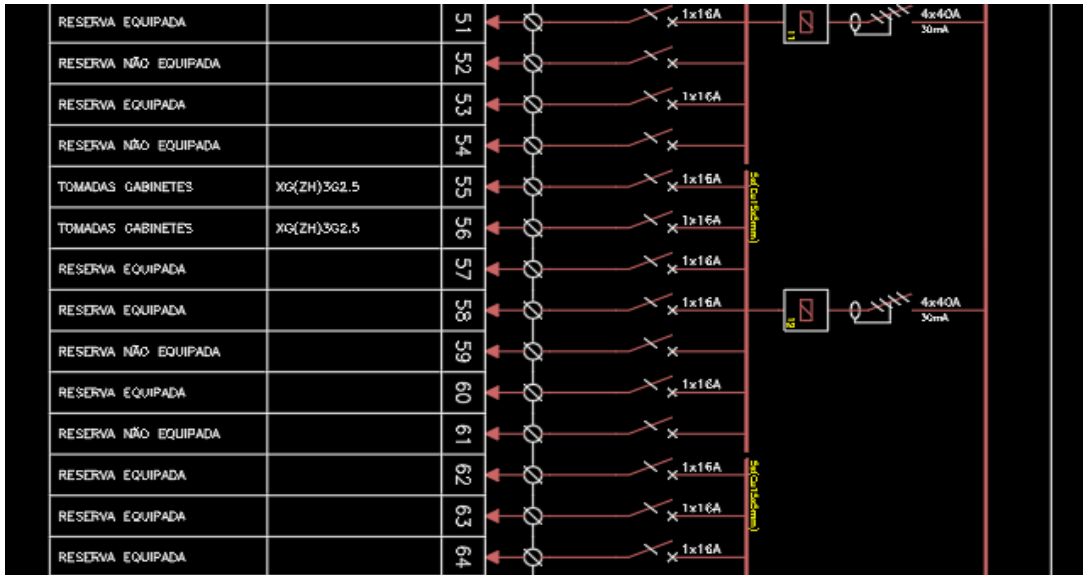 RESERVA EQUIPADA 51 1x16A 11 4x40A
30mA
RESERVA NÃO EQUIPADA 52
RESERVA EQUIPADA 53 1x16A
RESERVA NÃO EQUIPADA 54
TOMADAS GABINETES XG(ZH)3G2.5 55 1x16A
TOMADAS GABINETES XG(ZH)3G2.5 56 1x16A
RESERVA EQUIPADA 57 1x16A
RESERVA EQUIPADA 58 1x16A 12 4x40A
30mA
RESERVA NÃO EQUIPADA 59
RESERVA EQUIPADA 60 1x16A
RESERVA NÃO EQUIPADA 61
RESERVA EQUIPADA 62 1x16A
RESERVA EQUIPADA 63 1x16A
RESERVA EQUIPADA 64 1x16A